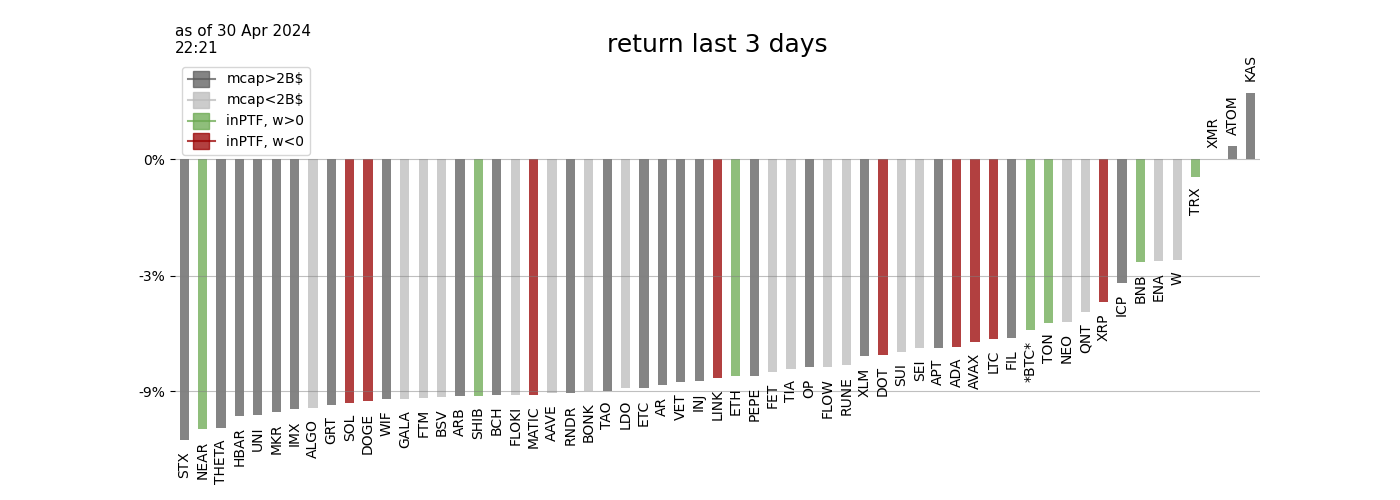 as of 30 Apr 2024
22:21
return last 3 days
mcap>2B$
mcap<2B$
inPTF, w>0
inPTF, w<0
0%
-3%
-9%
STX
NEAR
THETA
HBAR
UNI
MKR
IMX
ALGO
GRT
SOL
DOGE
WIF
GALA
FTM
BSV
ARB
SHIB
BCH
FLOKI
MATIC
AAVE
RNDR
BONK
TAO
LDO
ETC
AR
VET
INJ
LINK
ETH
PEPE
FET
TIA
OP
FLOW
RUNE
XLM
DOT
SUI
SEI
APT
ADA
AVAX
LTC
FIL
*BTC*
TON
NEO
QNT
XRP
ICP
BNB
ENA
W
TRX
XMR
ATOM
KAS